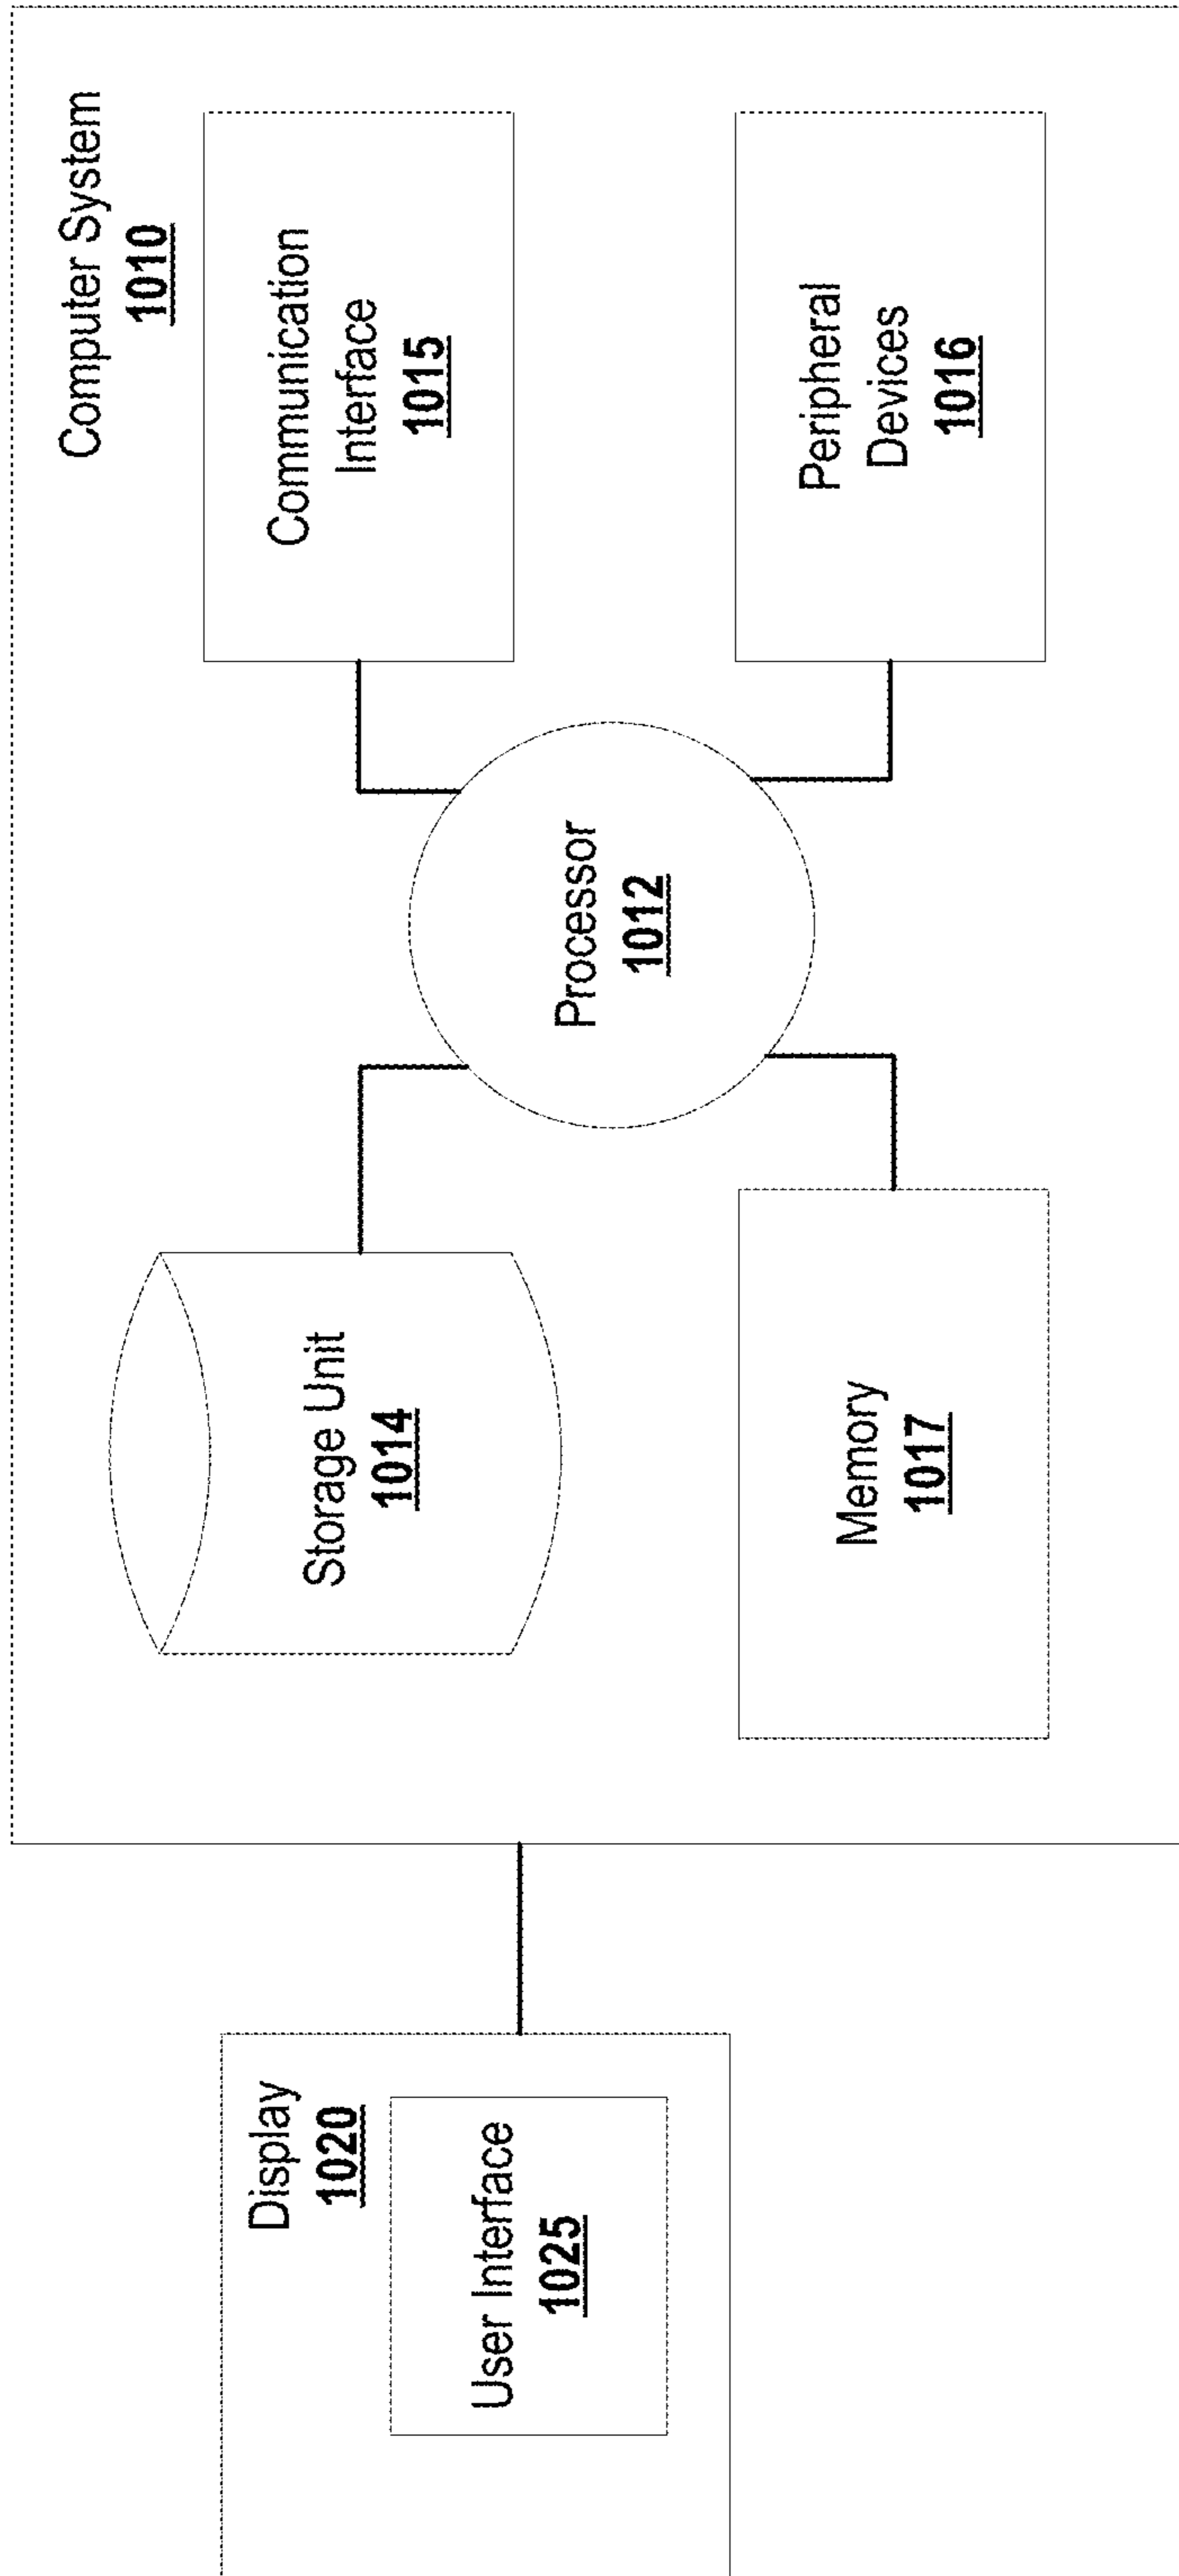 Computer System
1010
Display
1020
User Interface
1025
Storage Unit
1014
Communication
Interface
1015
Processor
1012
Memory
1017
Peripheral
Devices
1016